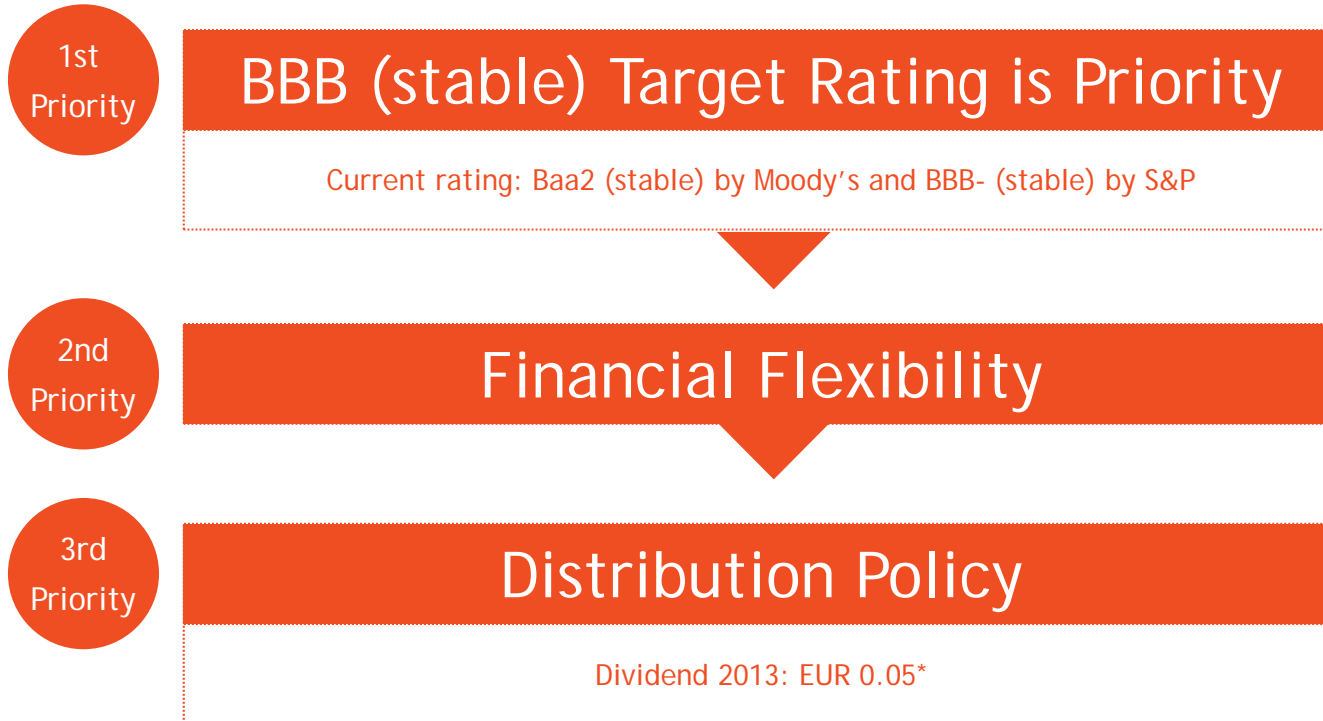 1st
Priority
BBB (stable) Target Rating is Priority
Current rating: Baa2 (stable) by Moody’s and BBB- (stable) by S&P
2nd
Priority
Financial Flexibility
3rd
Priority
Distribution Policy
Dividend 2013: EUR 0.05*